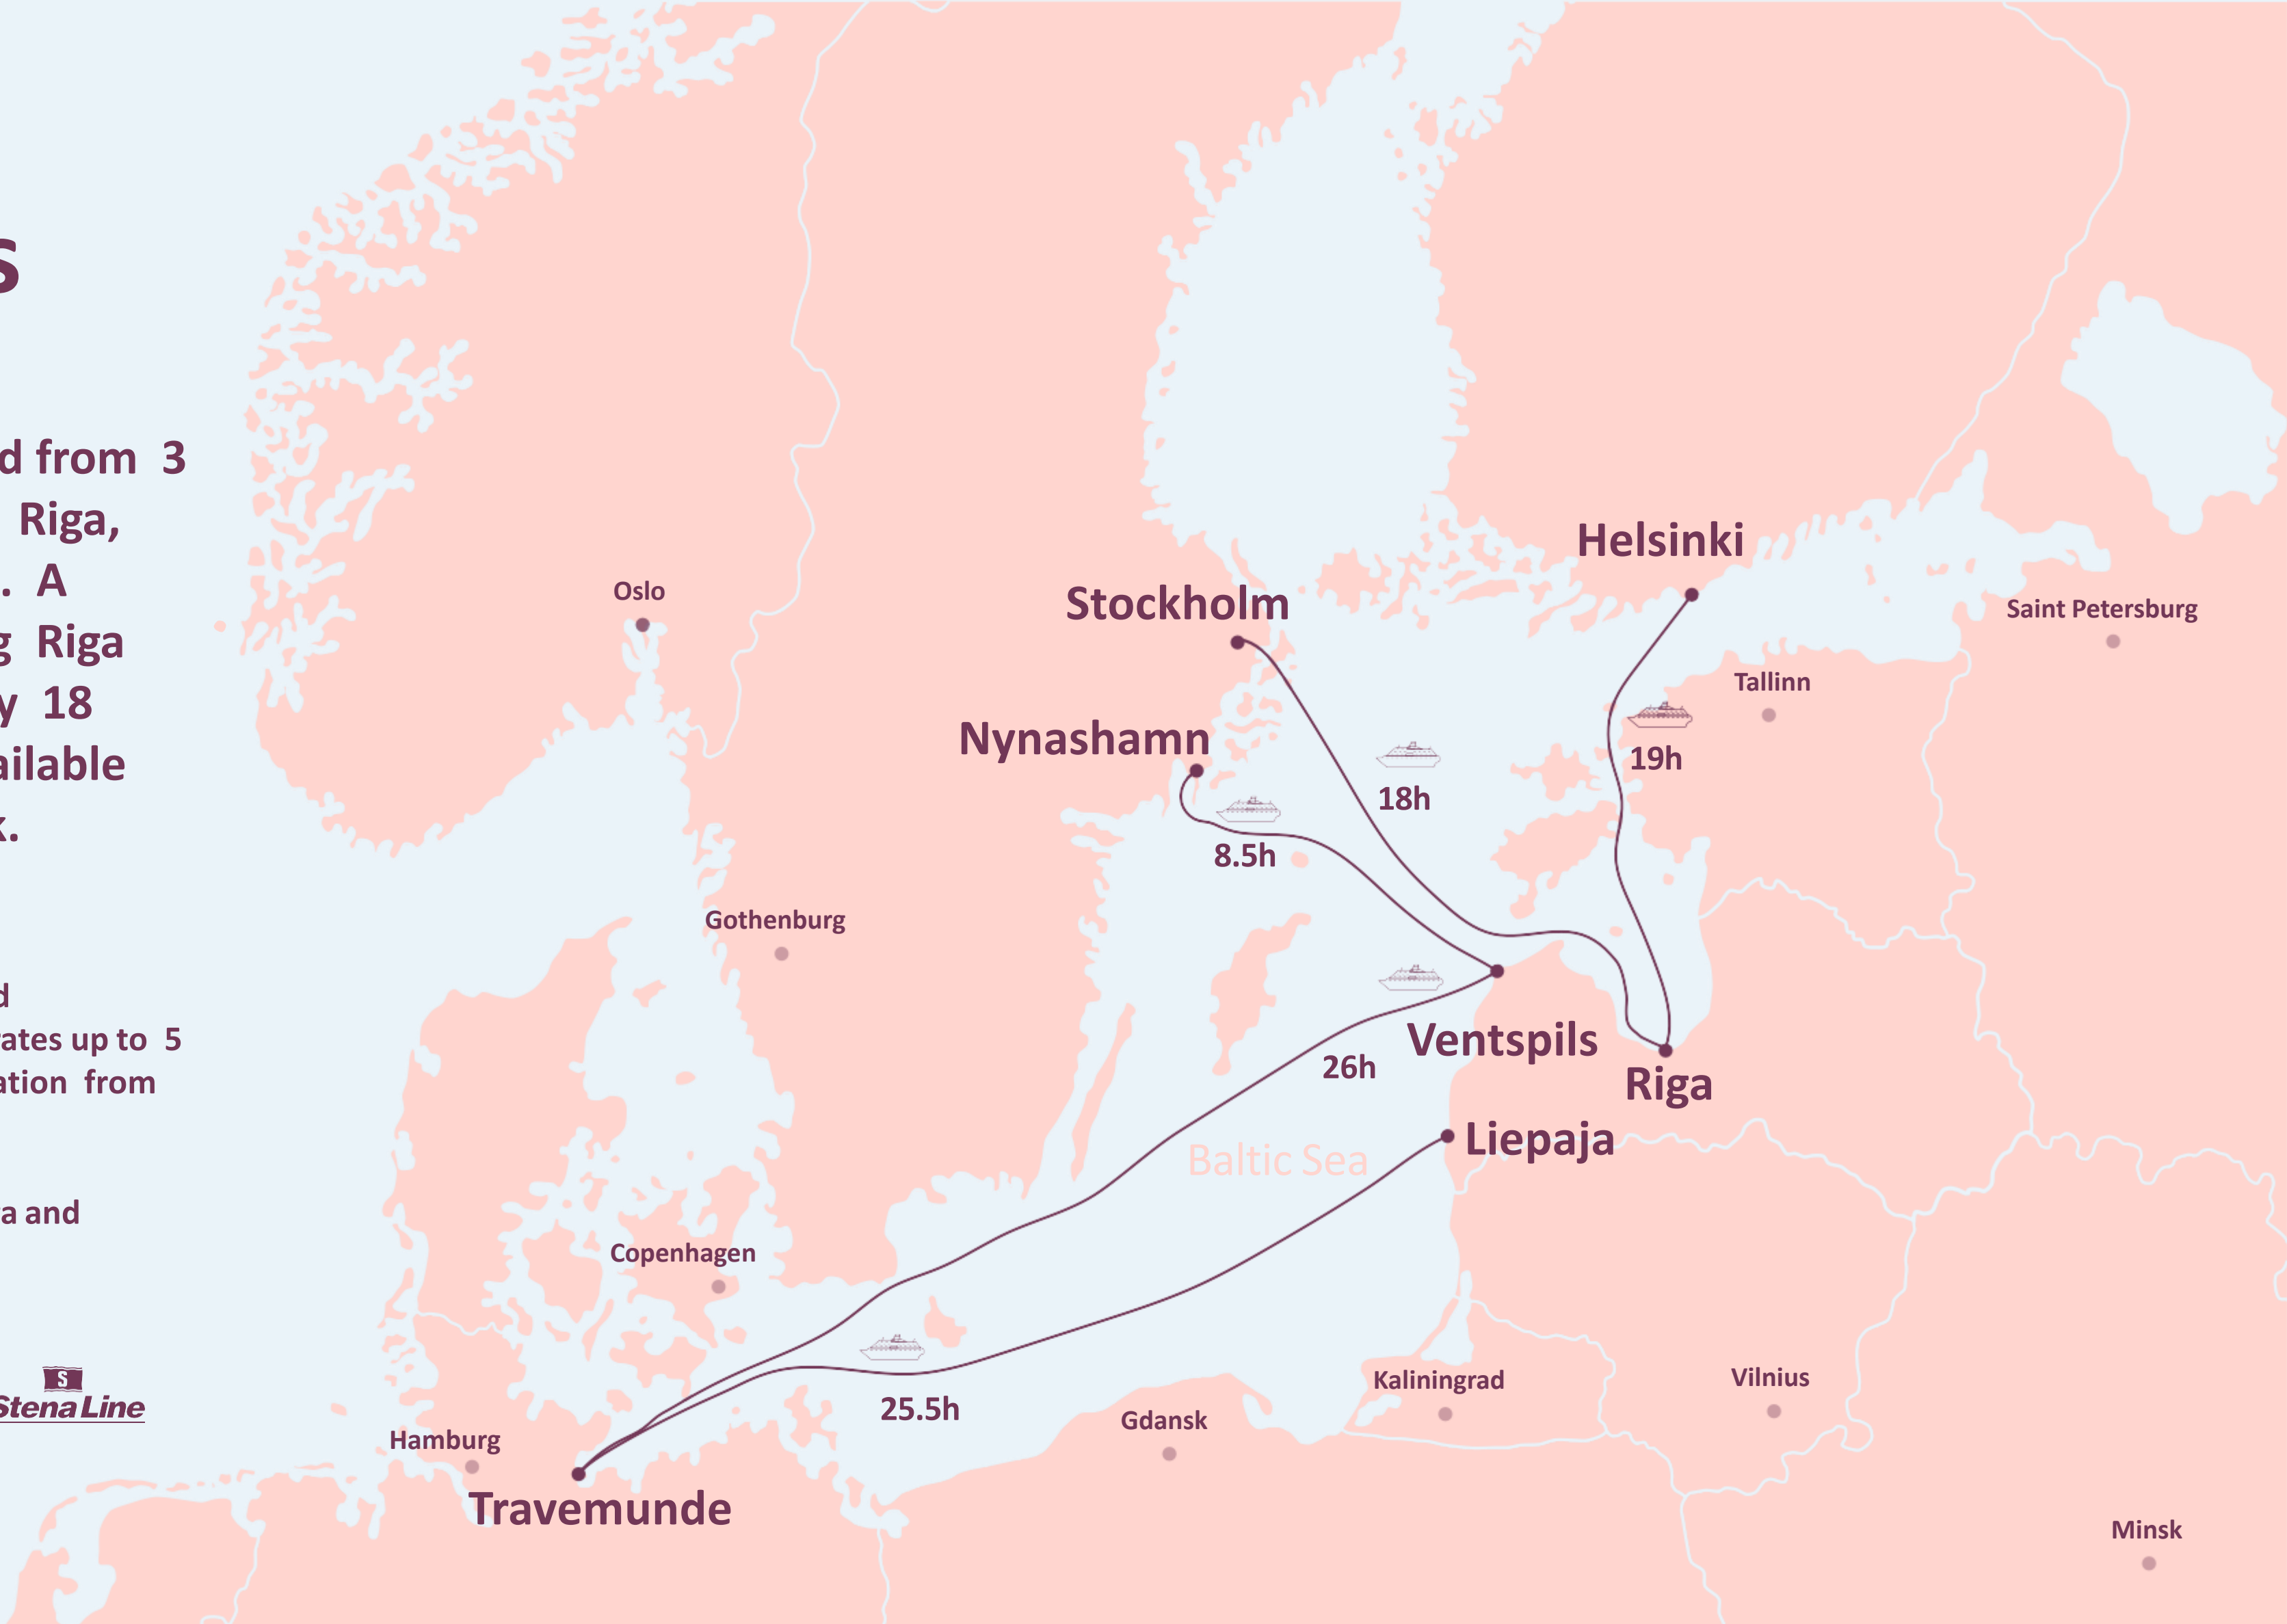 s
d from 3
Riga,
. A
g Riga
y 18
ailable
k.
d
rates up to 5
ation from
a and
S
Stena Line
Oslo
Stockholm
Helsinki
Saint Petersburg
Tallinn
Nynashamn
19h
18h
8.5h
Gothenburg
Ventspils
26h
Riga
Liepaja
Baltic Sea
Copenhagen
25.5h
Kaliningrad
Vilnius
Gdansk
Hamburg
Travemunde
Minsk